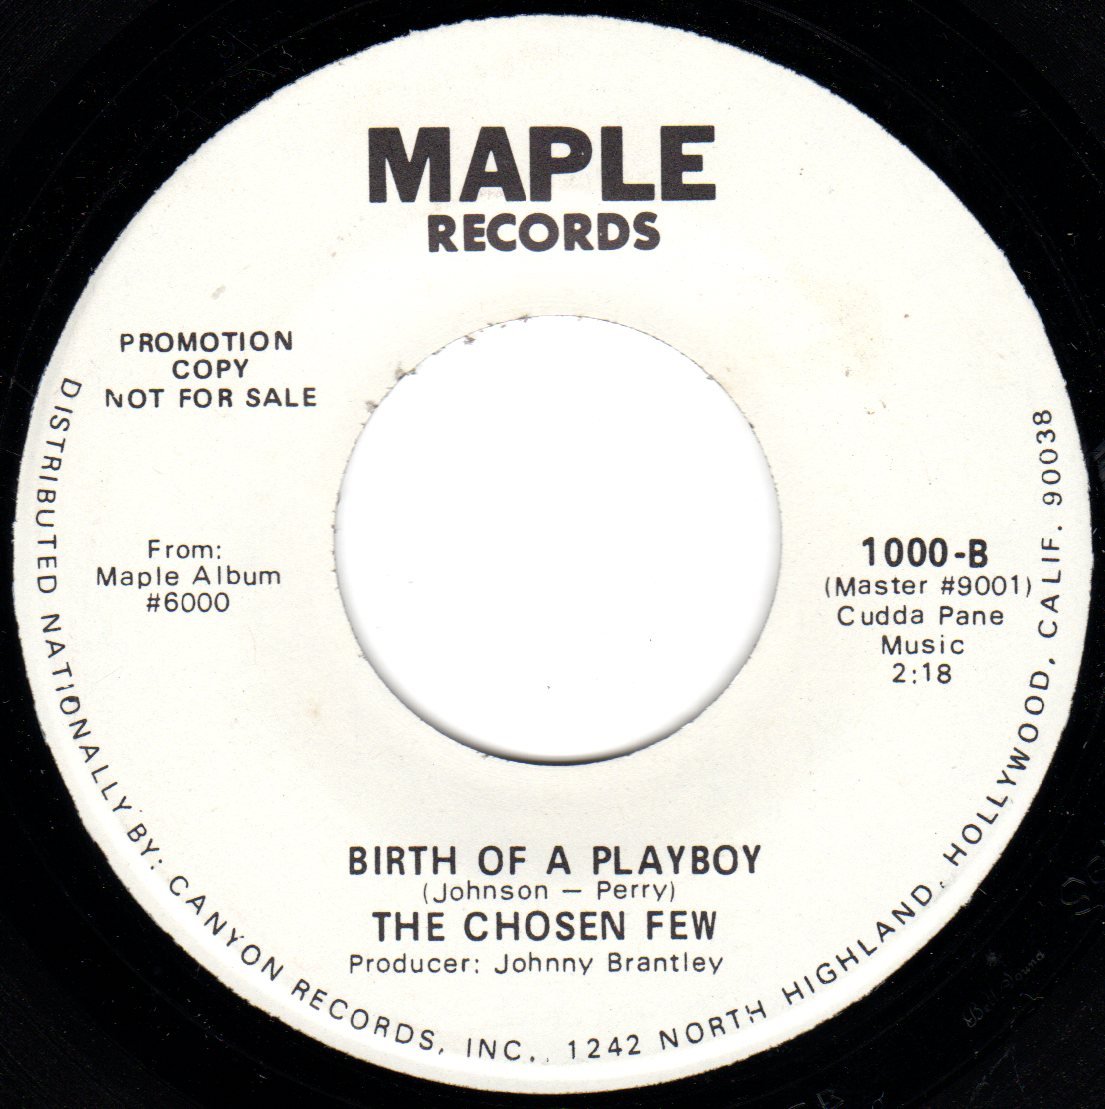 MAPLE
RECORDS
PROMOTION
COPY
NOT FOR SALE
From:
Maple Album
#6000
1000-B
(Master #9001)
Cudda Pane
Music
2:18
BIRTH OF A PLAYBOY
(Johnson — Perry)
THE CHOSEN FEW
Producer: Johnny Brantley
DISTRIBUTED NATIONALLY BY: CANYON RECORDS, INC., 1242 NORTH HIGHLAND, HOLLYWOOD, CALIF. 90038